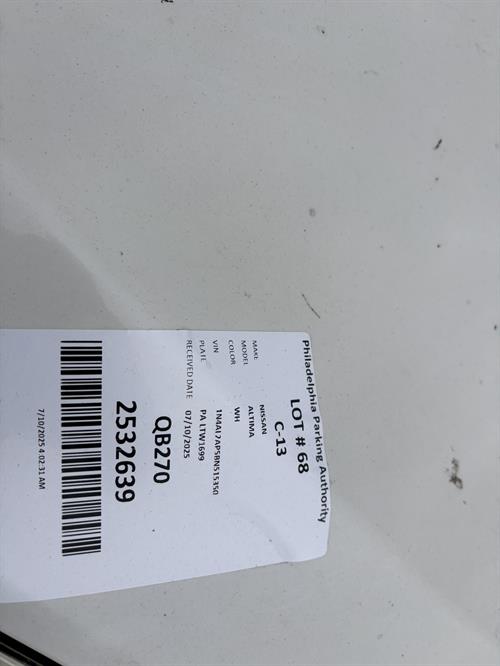 Philadelphia Parking Authority
LOT # 68
C-13
MAKE NISSAN
MODEL ALTIMA
COLOR WH
VIN 1N4AL2AP5BN515350
PLATE PA LTW1699
RECEIVED DATE 07/10/2025
QB270
2532639
7/10/2025 4:02:31 AM